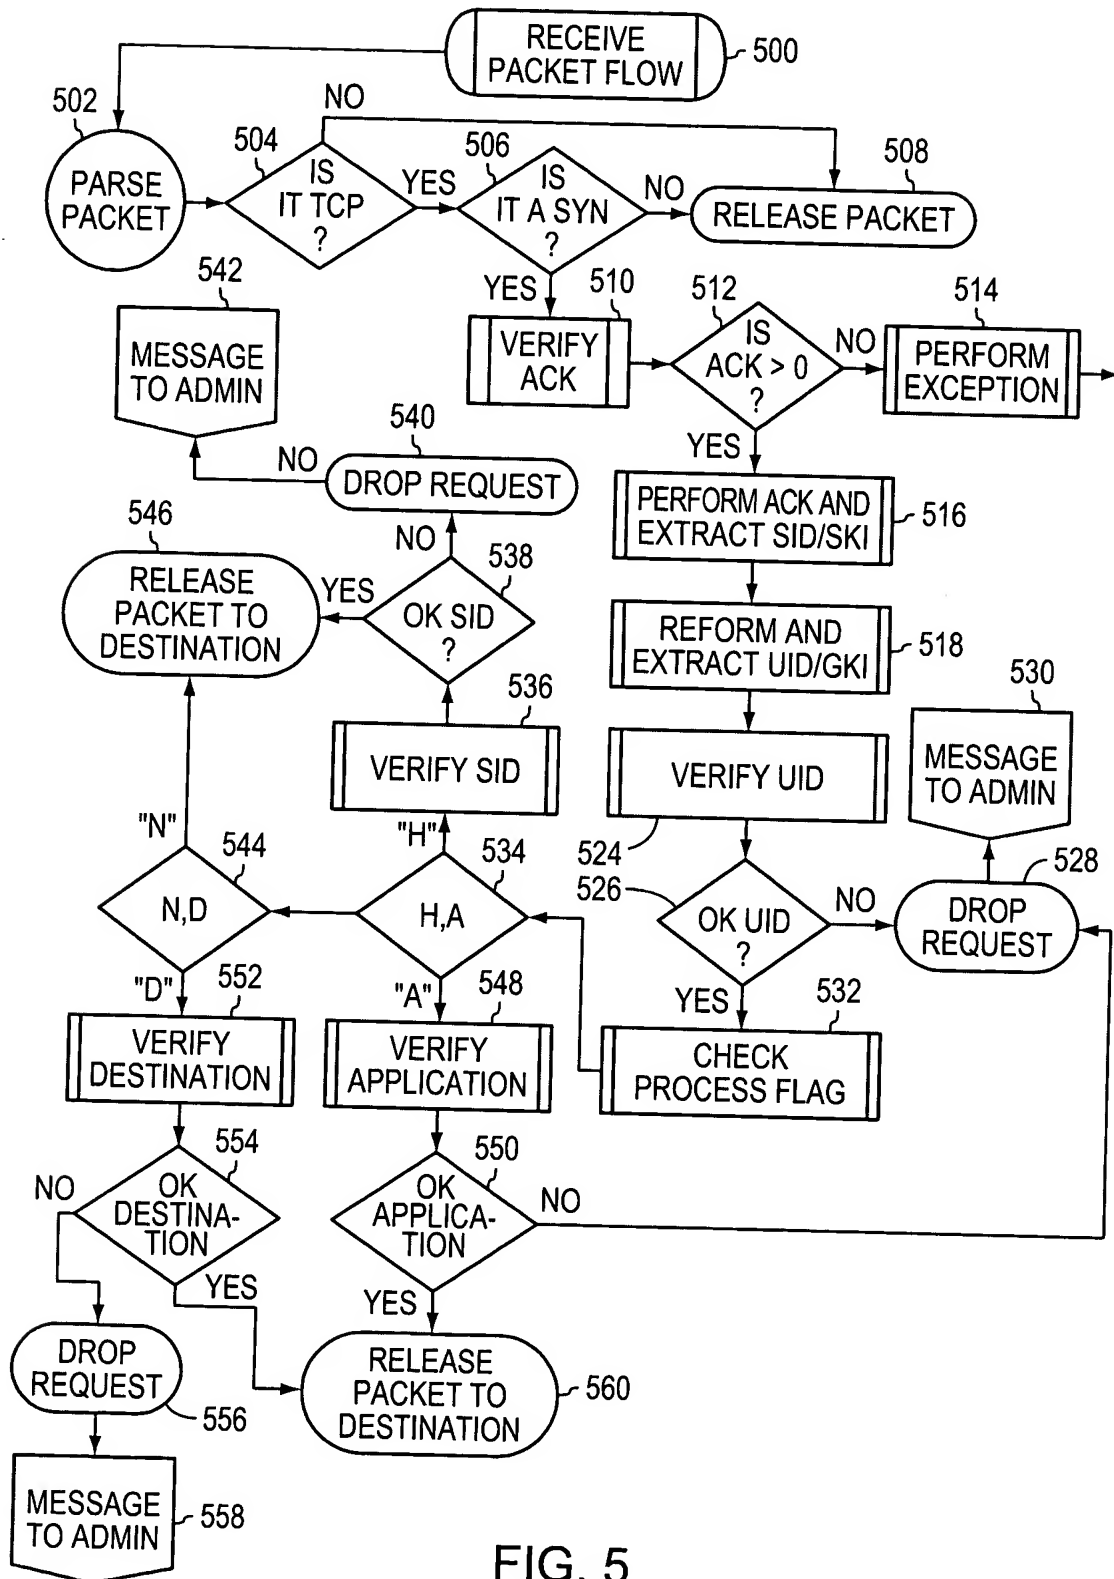 RECEIVE
PACKET FLOW
500
502
PARSE
PACKET
504
IS
IT TCP
?
NO
YES
506
IS
IT A SYN
?
NO
508
RELEASE PACKET
YES
510
VERIFY
ACK
512
IS
ACK > 0
?
NO
514
PERFORM
EXCEPTION
YES
542
MESSAGE
TO ADMIN
NO
540
DROP REQUEST
PERFORM ACK AND
EXTRACT SID/SKI
516
546
RELEASE
PACKET TO
DESTINATION
YES
NO
538
OK SID
?
REFORM AND
EXTRACT UID/GKI
518
536
VERIFY SID
VERIFY UID
524
530
MESSAGE
TO ADMIN
"N"
544
N,D
"H"
534
H,A
526
OK UID
?
NO
528
DROP
REQUEST
"D"
552
VERIFY
DESTINATION
"A"
548
VERIFY
APPLICATION
YES
532
CHECK
PROCESS FLAG
NO
554
OK
DESTINA-
TION
YES
550
OK
APPLICA-
TION
NO
YES
DROP
REQUEST
556
RELEASE
PACKET TO
DESTINATION
560
MESSAGE
TO ADMIN
558
FIG. 5